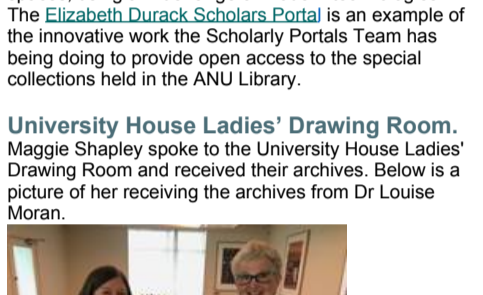 The Elizabeth Durack Scholars Portal is an example of
the innovative work the Scholarly Portals Team has
being doing to provide open access to the special
collections held in the ANU Library.
University House Ladies’ Drawing Room.
Maggie Shapley spoke to the University House Ladies'
Drawing Room and received their archives. Below is a
picture of her receiving the archives from Dr Louise
Moran.